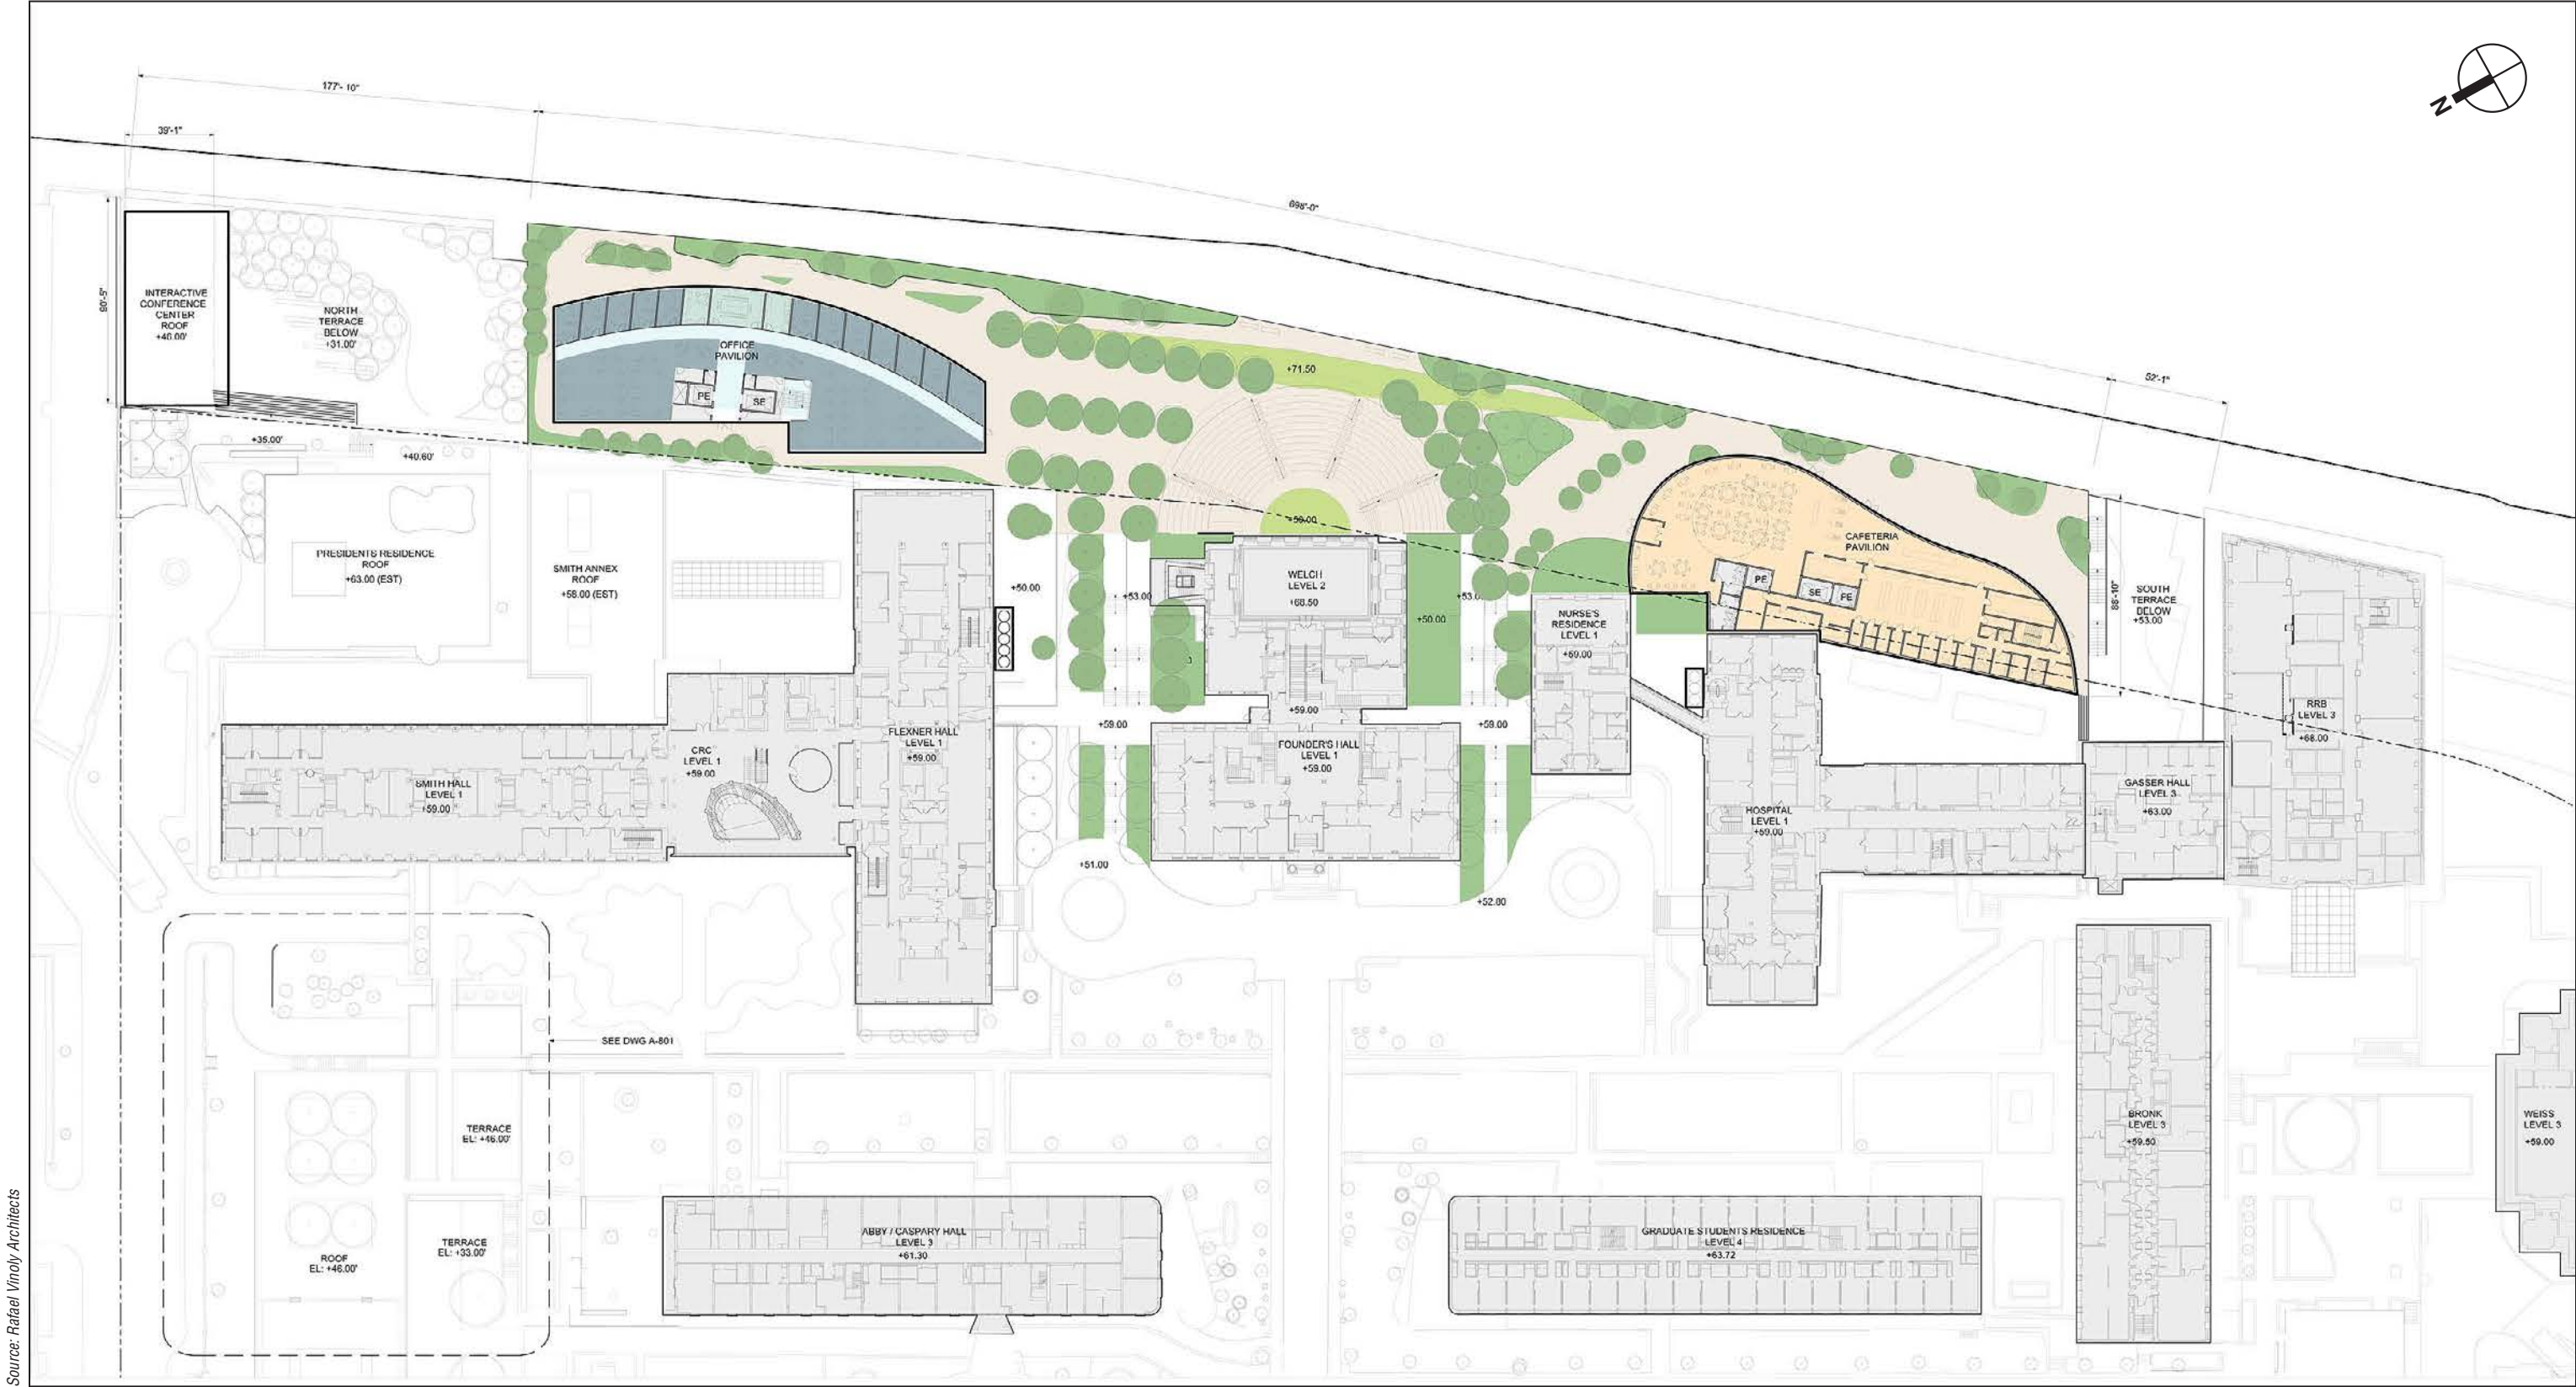 N
177'- 10"
39'-1"
698'-0"
52'-1"
INTERACTIVE
CONFERENCE
CENTER
ROOF
+40.00'
NORTH
TERRACE
BELOW
+31.00'
OFFICE
PAVILION
PE
SE
+71.50
+35.00'
+40.60'
+50.00
CAFETERIA
PAVILION
PE
SE
PE
88'-10"
SOUTH
TERRACE
BELOW
+53.00
PRESIDENTS RESIDENCE
ROOF
+63.00 (EST)
SMITH ANNEX
ROOF
+58.00 (EST)
+50.00
+53.00
WELCH
LEVEL 2
+68.50
+50.00
NURSE'S
RESIDENCE
LEVEL 1
+59.00
+59.00
+59.00
+59.00
SMITH HALL
LEVEL 1
+59.00
CRC
LEVEL 1
+59.00
FLEXNER HALL
LEVEL 1
+59.00
FOUNDER'S HALL
LEVEL 1
+59.00
HOSPITAL
LEVEL 1
+59.00
GASSER HALL
LEVEL 3
+63.00
RRB
LEVEL 3
+68.00
+51.00
+52.80
SEE DWG A-801
TERRACE
EL: +46.00'
ROOF
EL: +46.00'
TERRACE
EL: +33.00'
ABBY / CASPARY HALL
LEVEL 3
+61.30
GRADUATE STUDENTS RESIDENCE
LEVEL 4
+63.72
BRONK
LEVEL 3
+59.50
WEISS
LEVEL 3
+59.00
Source: Rafael Vinoly Architects